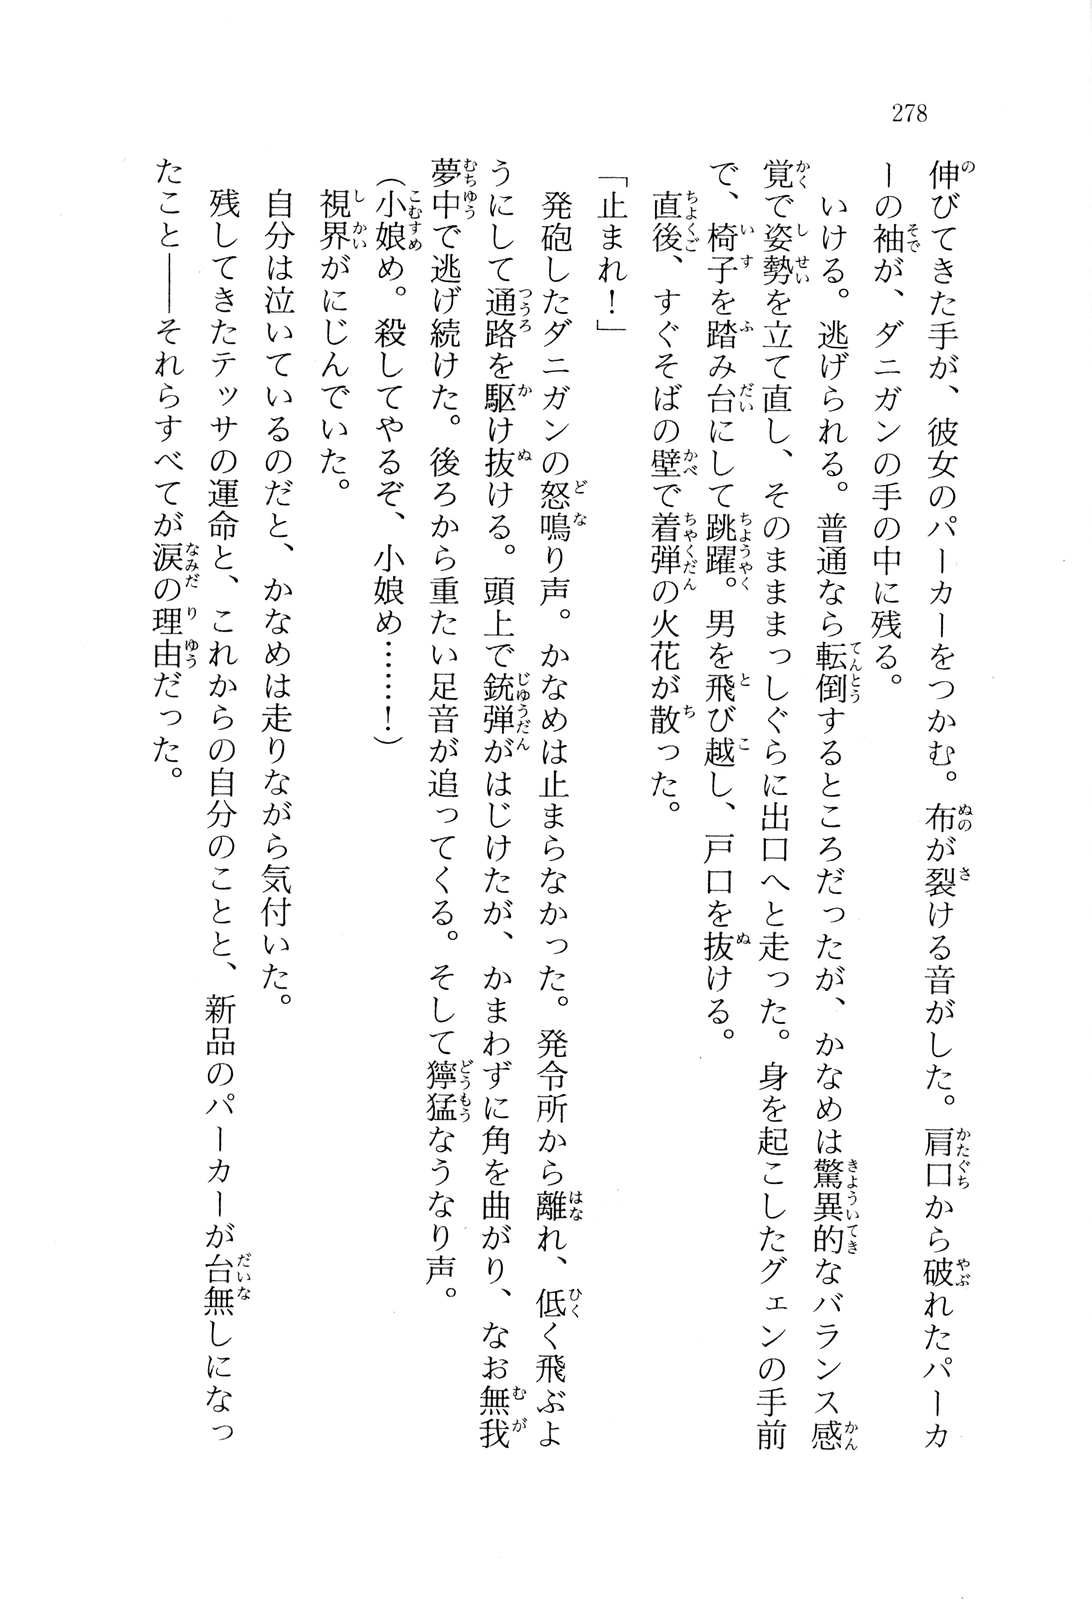 278
伸びてきた手が、彼女のパーカーをつかむ。布が裂ける音がした。肩口から破れたパーカ
ーの袖が、ダニガンの手の中に残る。
いける。逃げられる。普通なら転倒するところだったが、かなめは驚異的なバランス感
覚で姿勢を立て直し、そのまままっしぐらに出口へと走った。身を起こしたグェンの手前
で、椅子を踏み台にして跳躍。男を飛び越し、戸口を抜ける。
直後、すぐそばの壁で着弾の火花が散った。
「止まれ！」
発砲したダニガンの怒鳴り声。かなめは止まらなかった。発令所から離れ、低く飛ぶよ
うにして通路を駆け抜ける。頭上で銃弾がはじけたが、かまわずに角を曲がり、なお無我
夢中で逃げ続けた。後ろから重たい足音が追ってくる。そして獰猛なうなり声。
（小娘め。殺してやるぞ、小娘め……！）
視界がにじんでいた。
自分は泣いているのだと、かなめは走りながら気付いた。
残してきたテッサの運命と、これからの自分のことと、新品のパーカーが台無しになっ
たこと――それらすべてが涙の理由だった。